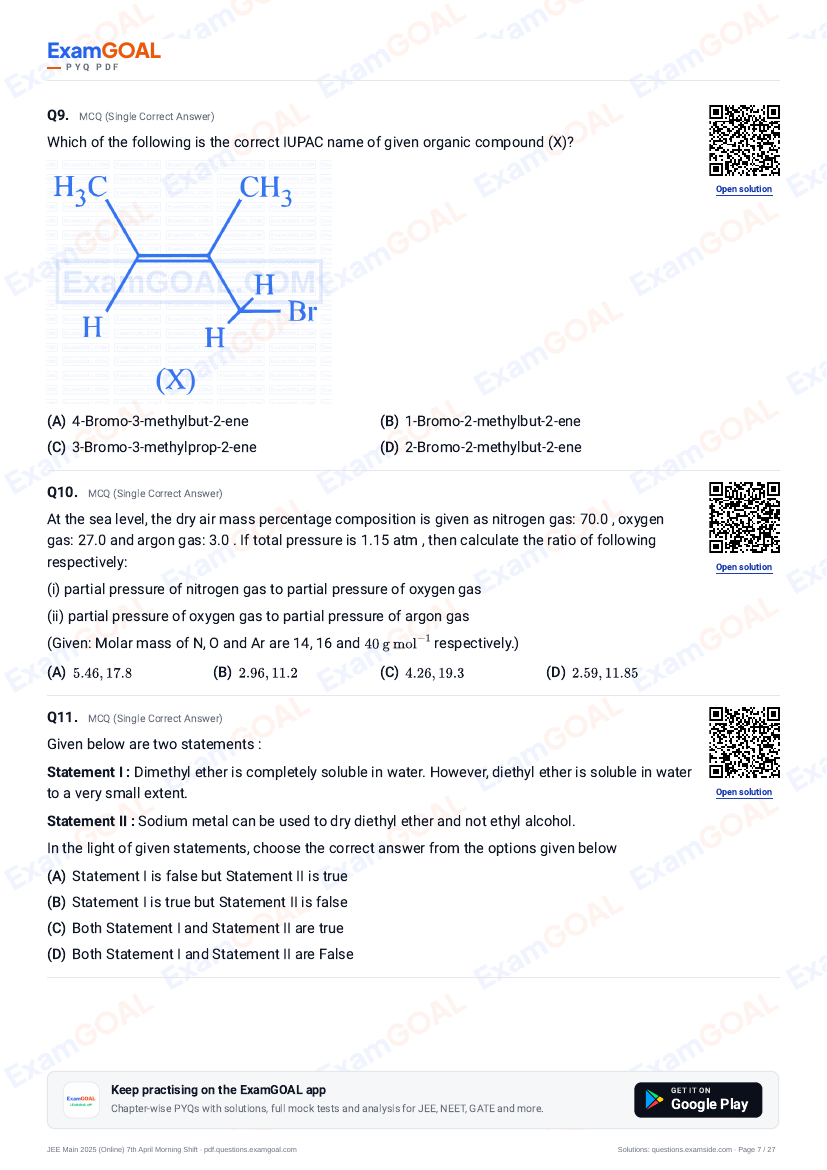 ExamGOAL
PYQ PDF
Q9. MCQ (Single Correct Answer)
Which of the following is the correct IUPAC name of given organic compound (X)?
Open solution
H₃C CH₃
ExamGOAL.COM
H
Br
H
H
(X)
(A) 4-Bromo-3-methylbut-2-ene (B) 1-Bromo-2-methylbut-2-ene
(C) 3-Bromo-3-methylprop-2-ene (D) 2-Bromo-2-methylbut-2-ene
Q10. MCQ (Single Correct Answer)
At the sea level, the dry air mass percentage composition is given as nitrogen gas: 70.0 , oxygen
gas: 27.0 and argon gas: 3.0 . If total pressure is 1.15 atm , then calculate the ratio of following
respectively:
Open solution
(i) partial pressure of nitrogen gas to partial pressure of oxygen gas
(ii) partial pressure of oxygen gas to partial pressure of argon gas
(Given: Molar mass of N, O and Ar are 14, 16 and 40 g mol⁻¹ respectively.)
(A) 5.46, 17.8 (B) 2.96, 11.2 (C) 4.26, 19.3 (D) 2.59, 11.85
Q11. MCQ (Single Correct Answer)
Given below are two statements :
Statement I : Dimethyl ether is completely soluble in water. However, diethyl ether is soluble in water
to a very small extent.
Open solution
Statement II : Sodium metal can be used to dry diethyl ether and not ethyl alcohol.
In the light of given statements, choose the correct answer from the options given below
(A) Statement I is false but Statement II is true
(B) Statement I is true but Statement II is false
(C) Both Statement I and Statement II are true
(D) Both Statement I and Statement II are False
Keep practising on the ExamGOAL app
Chapter-wise PYQs with solutions, full mock tests and analysis for JEE, NEET, GATE and more.
GET IT ON
Google Play
JEE Main 2025 (Online) 7th April Morning Shift · pdf.questions.examgoal.com
Solutions: questions.examside.com · Page 7 / 27